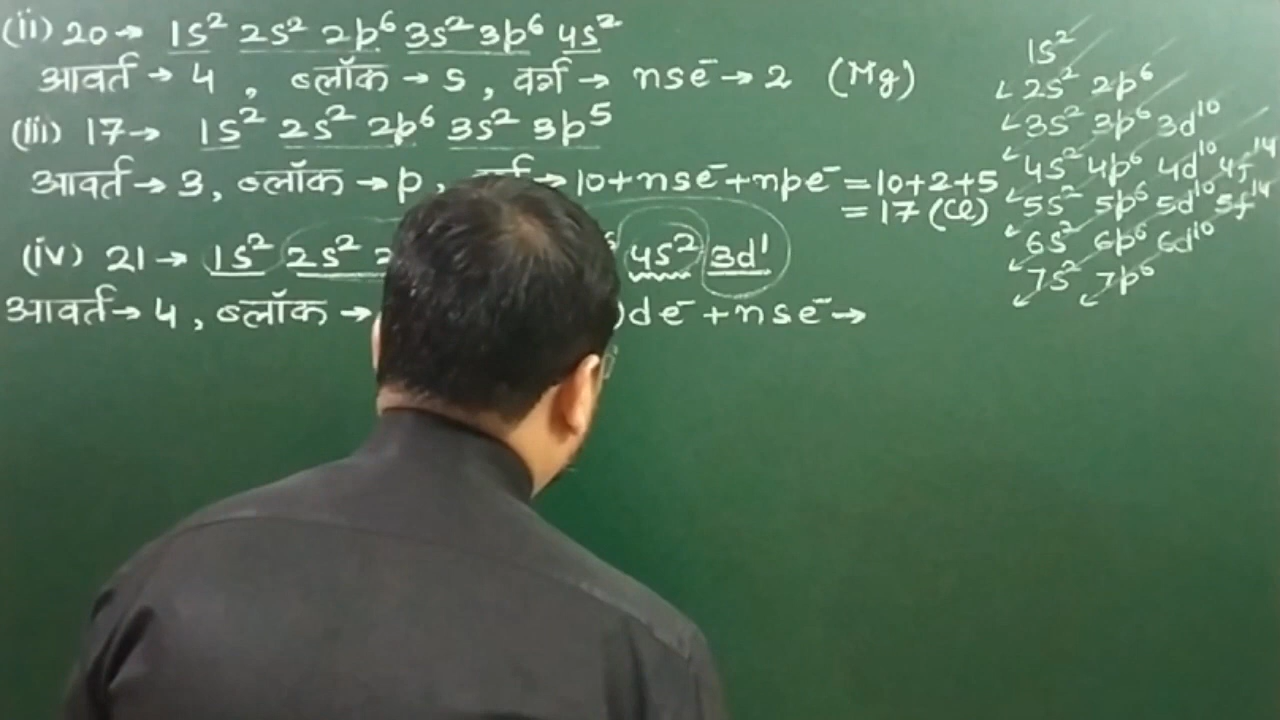 (ii) 20→ 1s² 2s² 2p⁶ 3s² 3p⁶ 4s²
आवर्त → 4 , ब्लॉक → s , वर्ग → nse⁻ → 2 (Mg)
(iii) 17→ 1s² 2s² 2p⁶ 3s² 3p⁵
आवर्त → 3, ब्लॉक → p, → 10+nse⁻+npe⁻ = 10+2+5
= 17 (Cl)
(iv) 21→ 1s² 2s² 2 4s² 3d¹
आवर्त → 4, ब्लॉक → )de⁻ + nse⁻ →
1s²
2s² 2p⁶
3s² 3p⁶ 3d¹⁰
4s² 4p⁶ 4d¹⁰ 4f¹⁴
5s² 5p⁶ 5d¹⁰ 5f¹⁴
6s² 6p⁶ 6d¹⁰
7s² 7p⁶